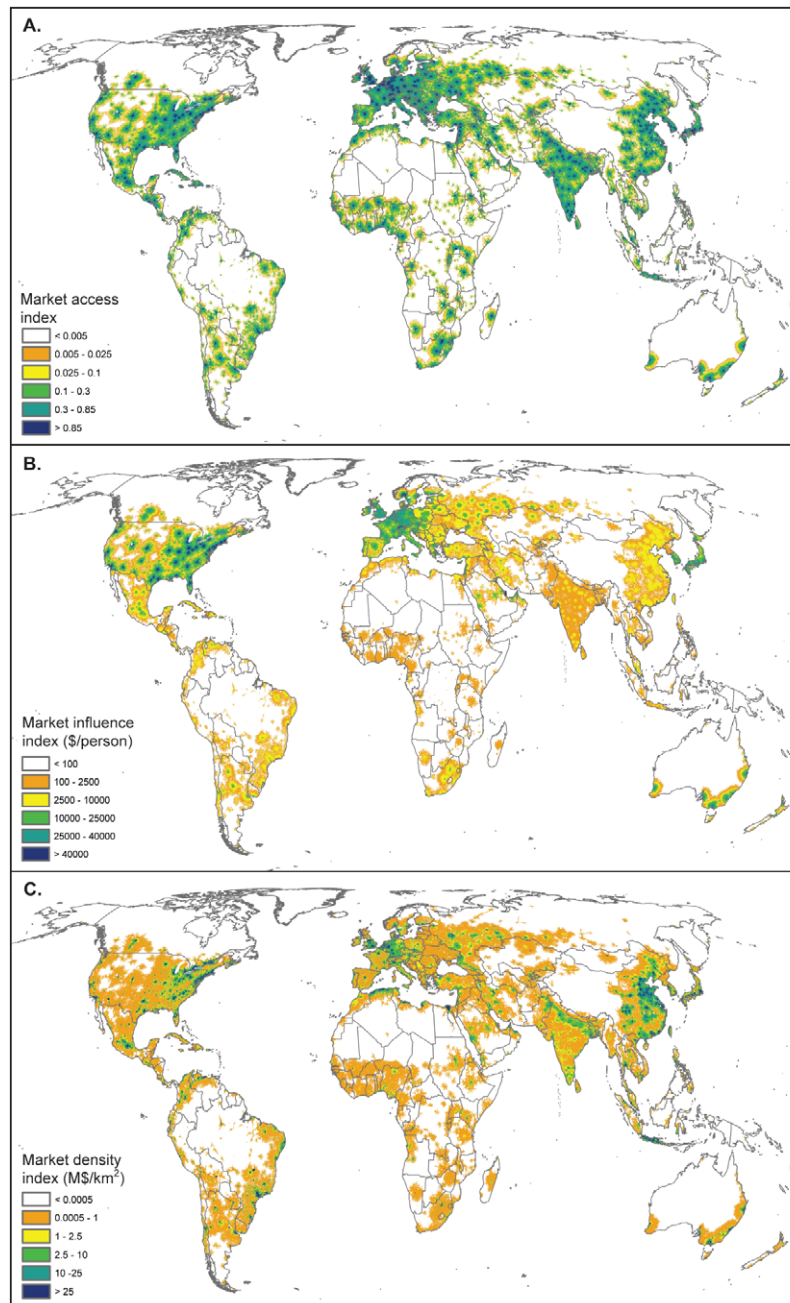 A.
Market access
index
< 0.005
0.005 - 0.025
0.025 - 0.1
0.1 - 0.3
0.3 - 0.85
> 0.85
B.
Market influence
index ($/person)
< 100
100 - 2500
2500 - 10000
10000 - 25000
25000 - 40000
> 40000
C.
Market density
index (M$/km²)
< 0.0005
0.0005 - 1
1 - 2.5
2.5 - 10
10 -25
> 25